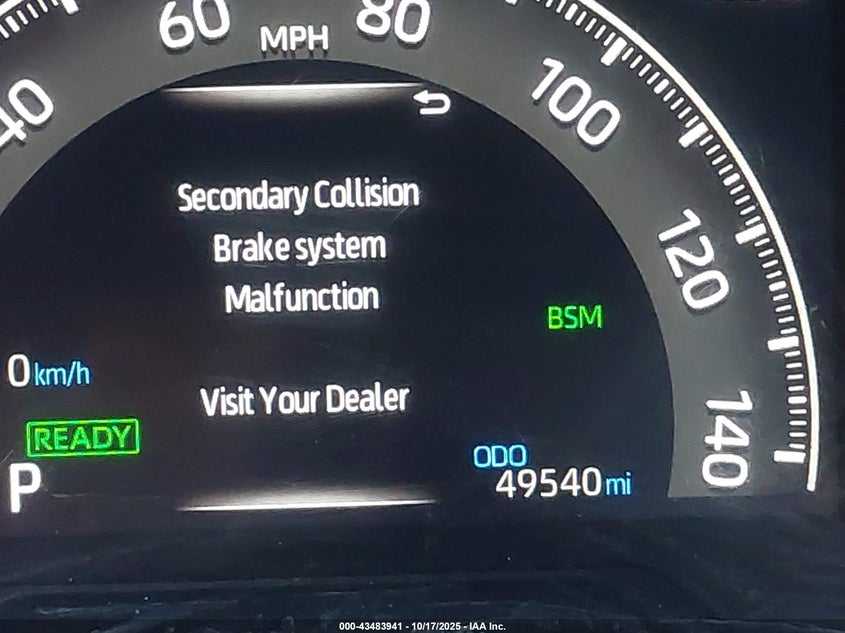 60 MPH 80
40
100
Secondary Collision
Brake system
Malfunction
120
BSM
0 km/h
Visit Your Dealer
140
READY
ODO
P
49540 mi
000-43483941 - 10/17/2025 - IAA Inc.